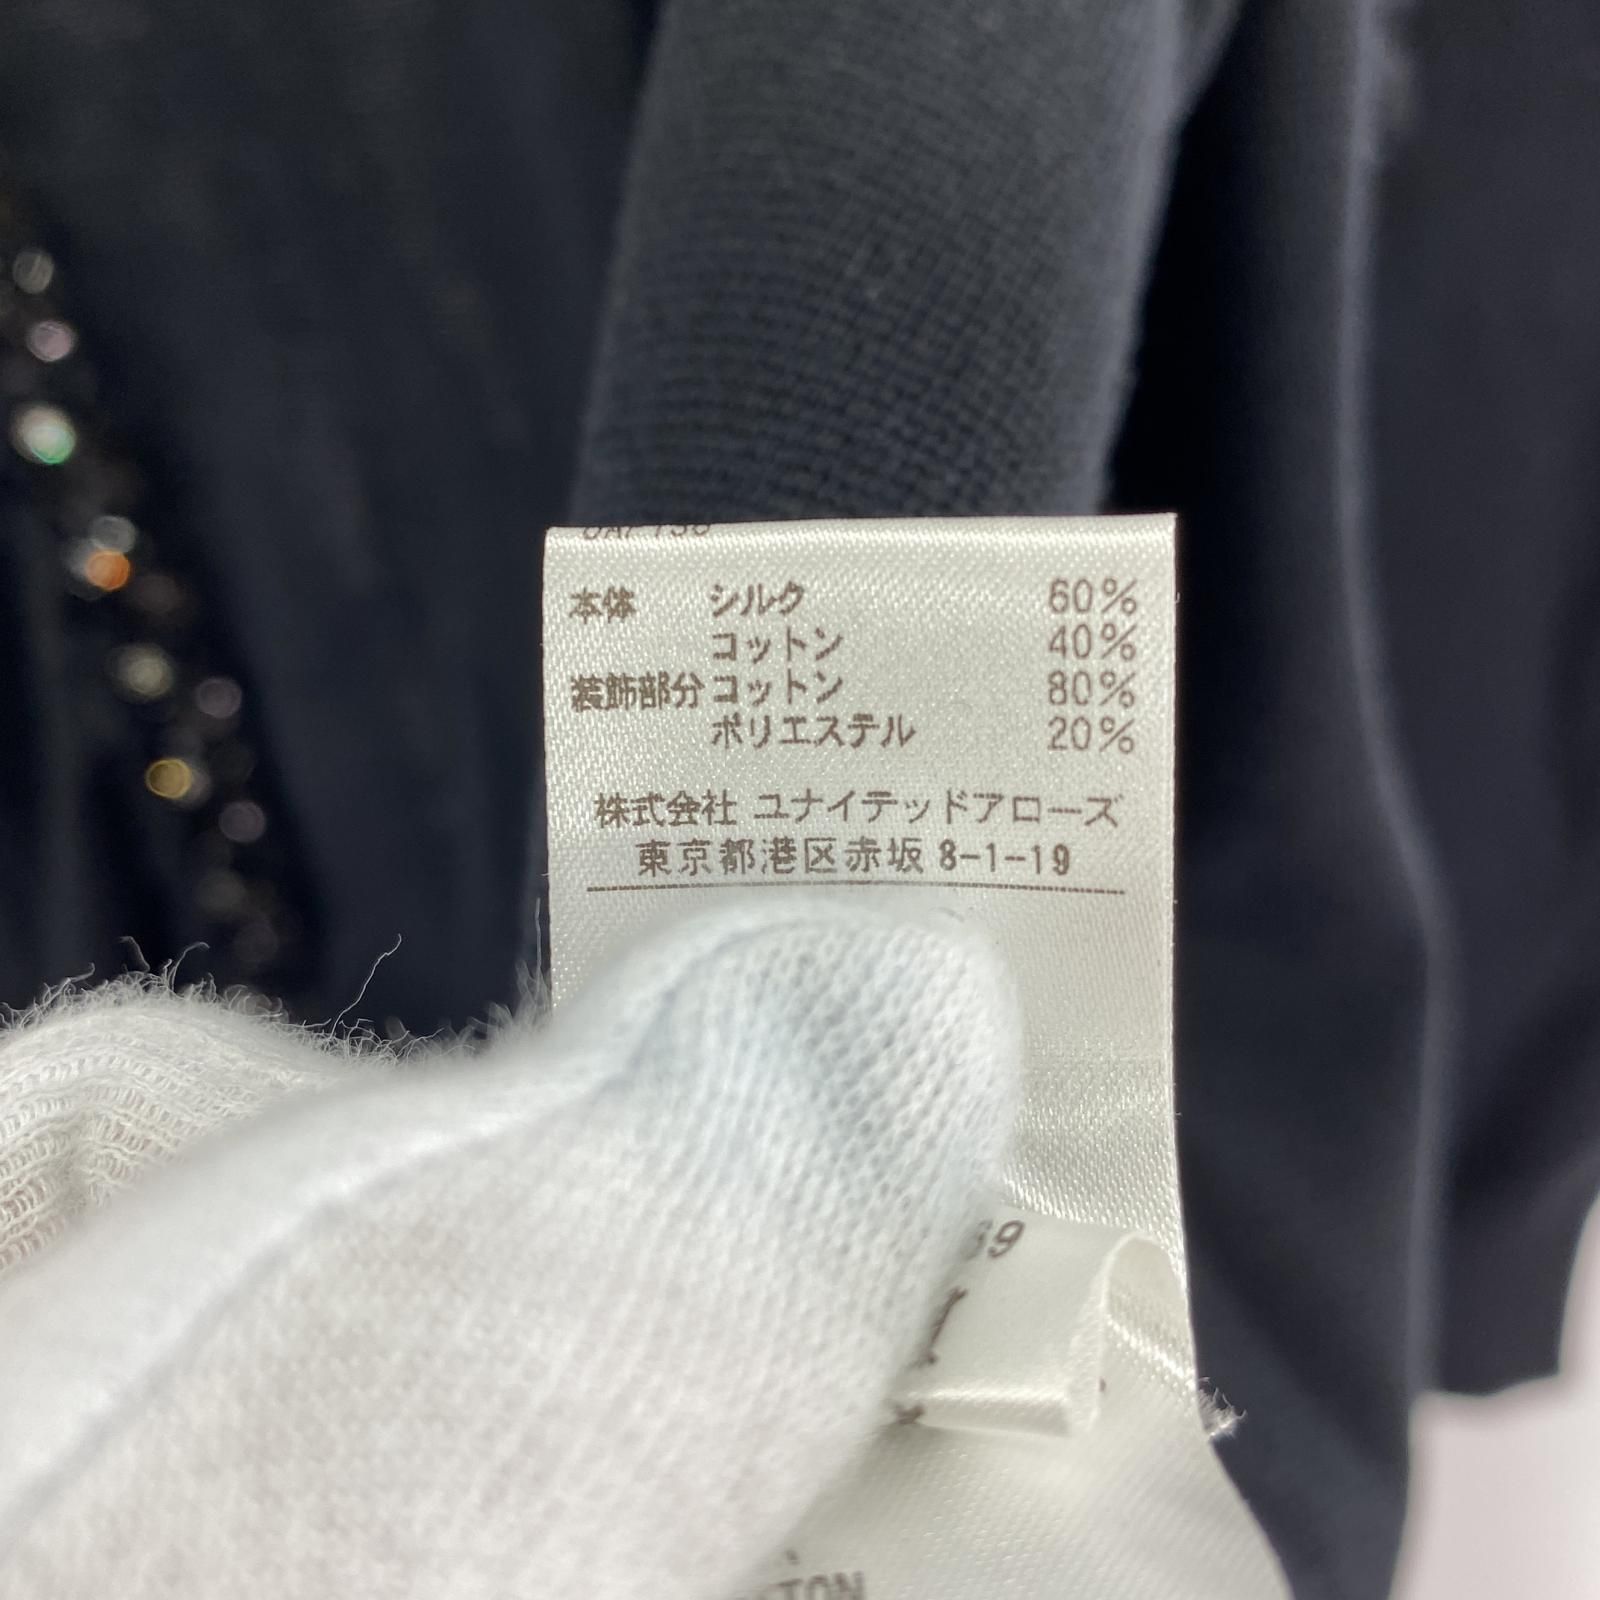 本体 シルク 60%
コットン 40%
装飾部分 コットン 80%
ポリエステル 20%
株式会社 ユナイテッドアローズ
東京都港区赤坂 8-1-19